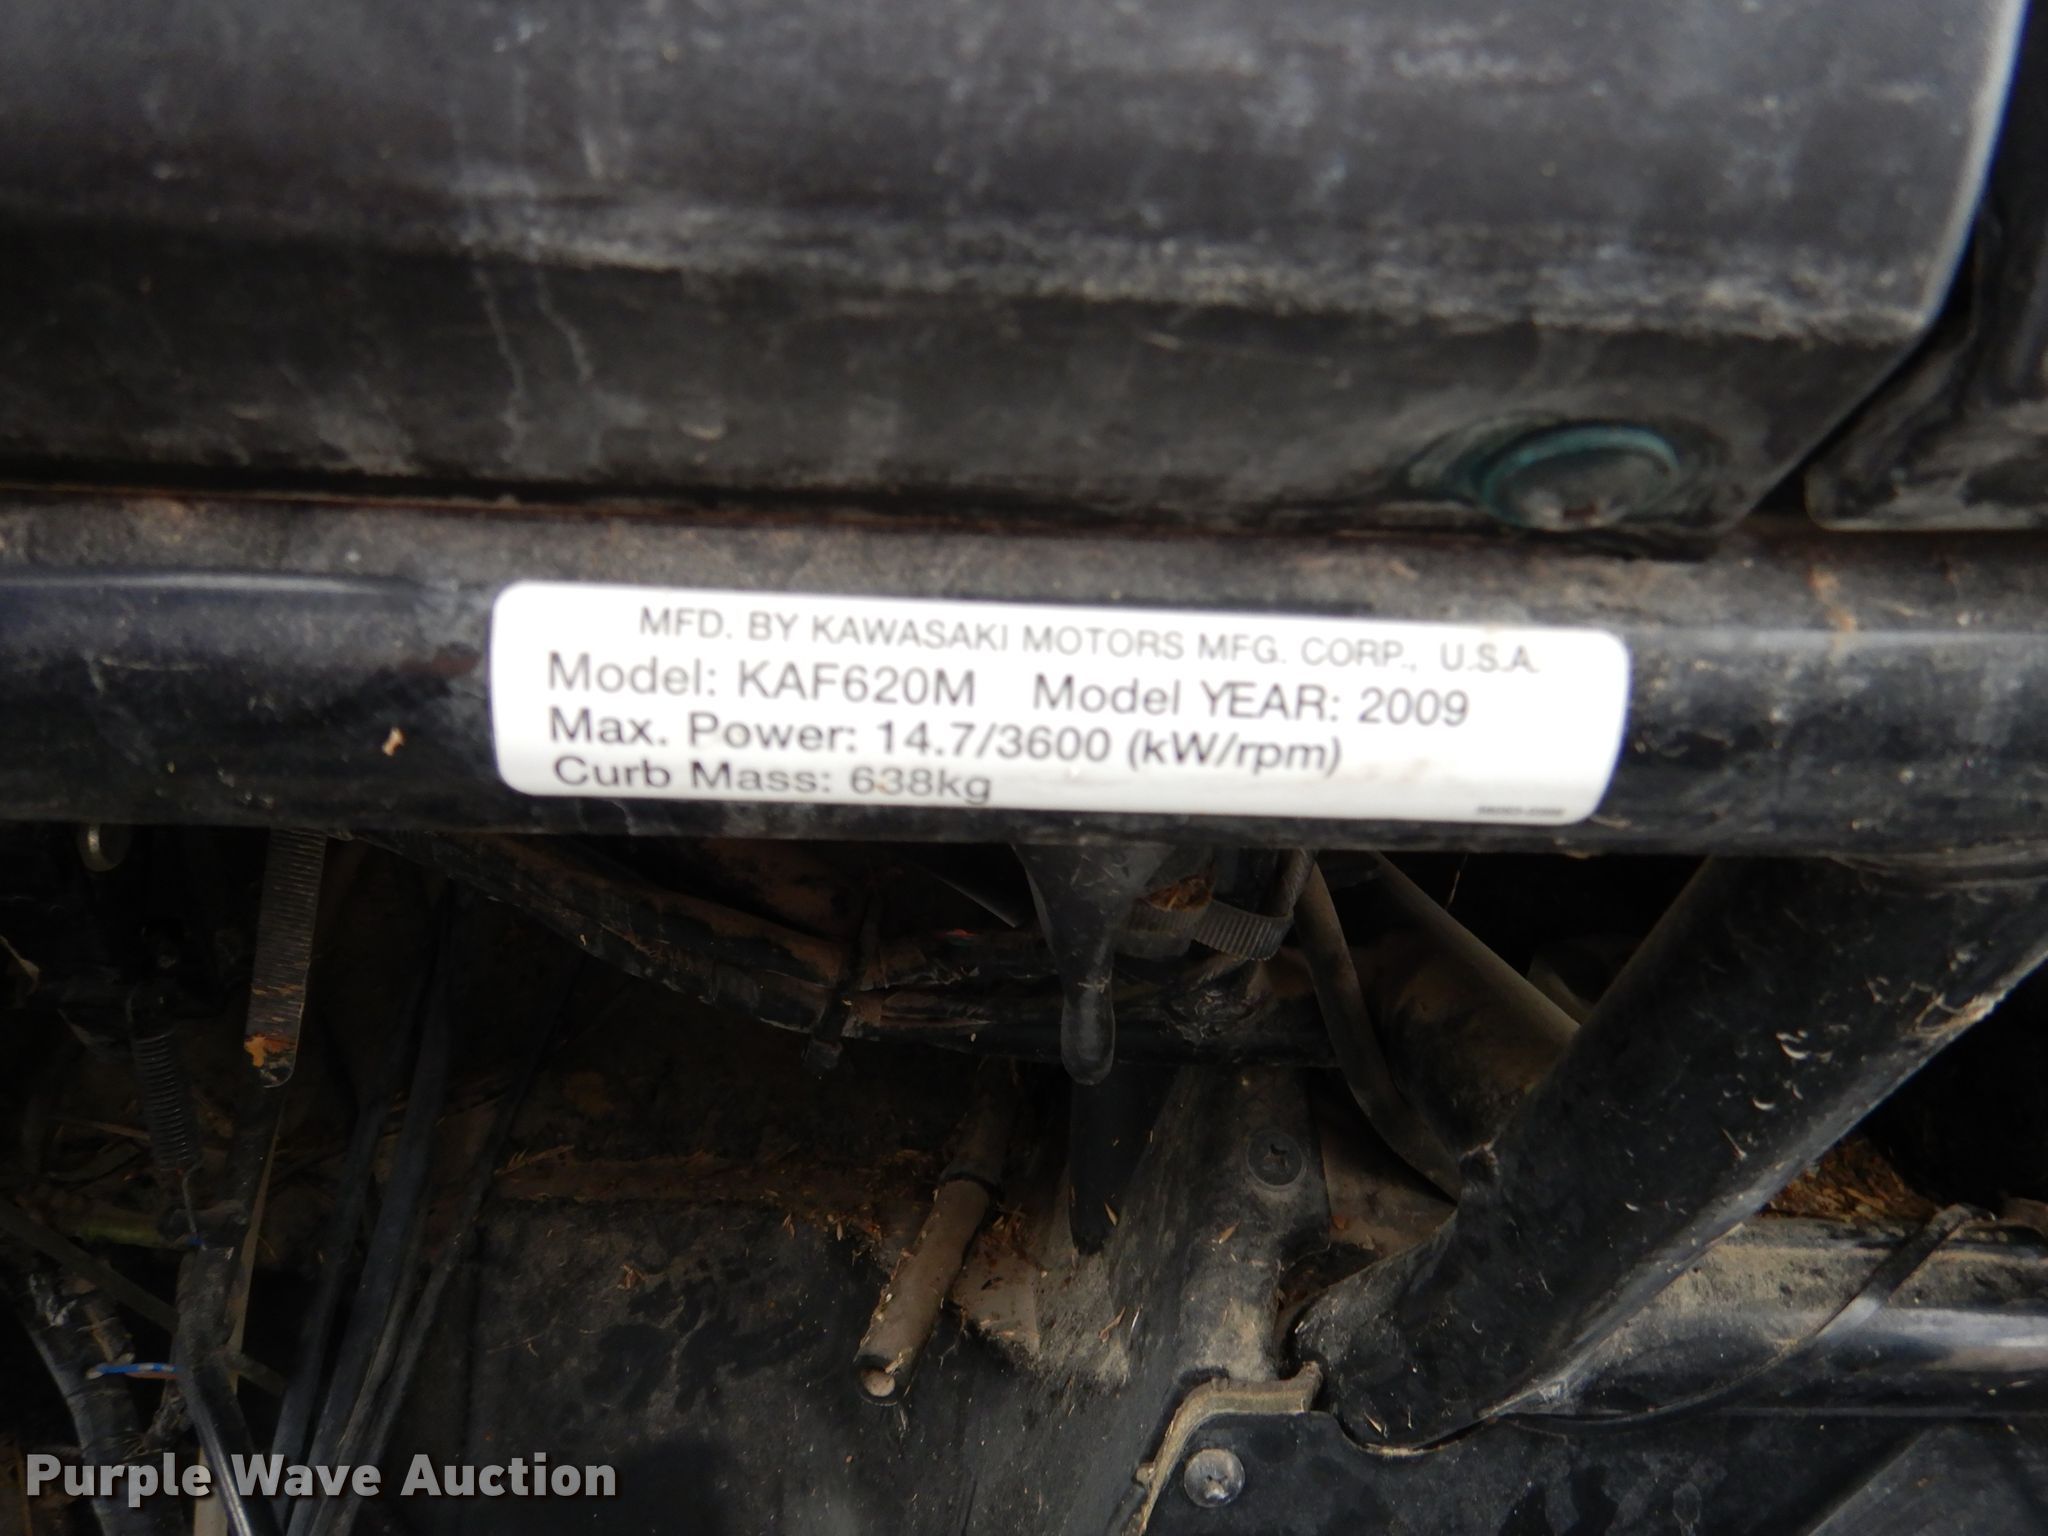 MFD. BY KAWASAKI MOTORS MFG. CORP., U.S.A.
Model: KAF620M Model YEAR: 2009
Max. Power: 14.7/3600 (kW/rpm)
Curb Mass: 638kg
Purple Wave Auction